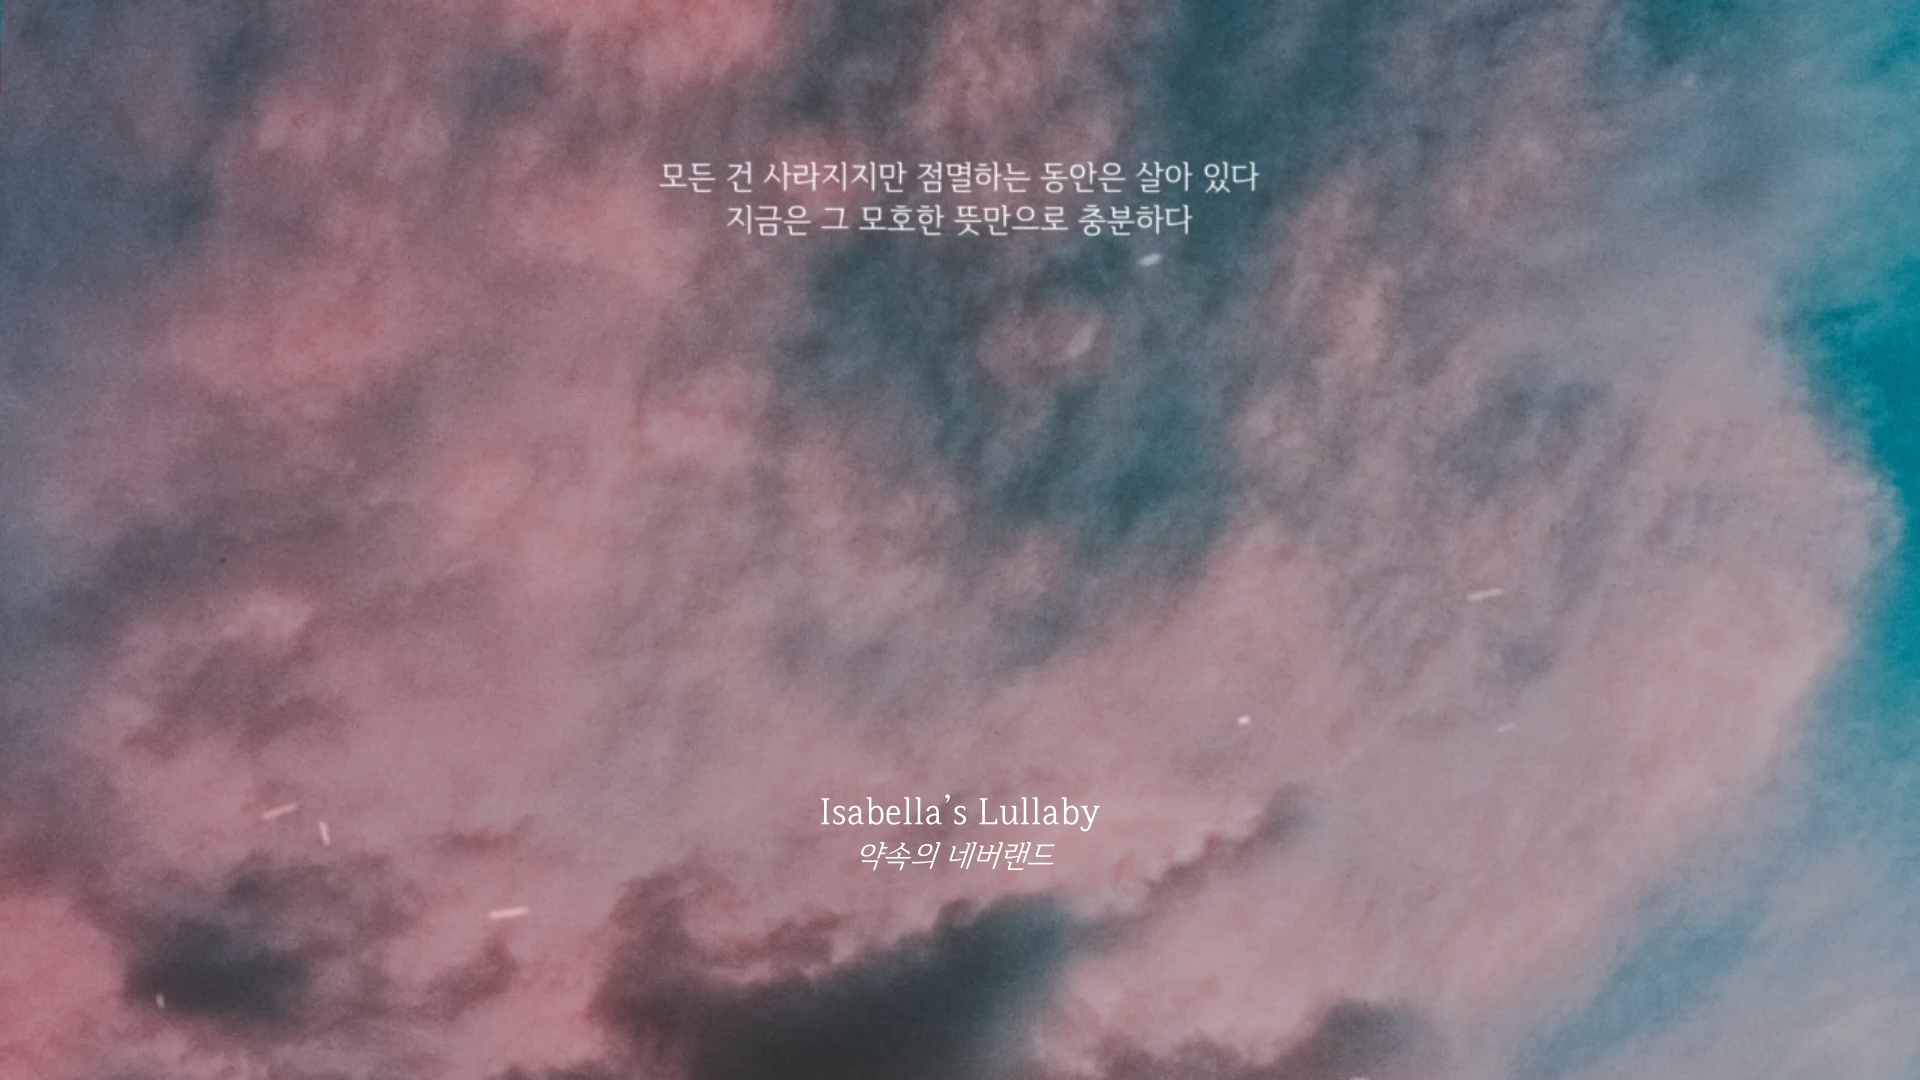 모든 건 사라지지만 점멸하는 동안은 살아 있다
지금은 그 모호한 뜻만으로 충분하다
Isabella’s Lullaby
약속의 네버랜드